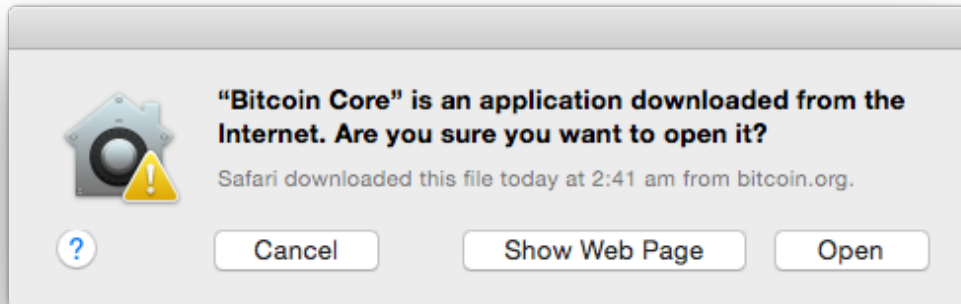 “Bitcoin Core” is an application downloaded from the
Internet. Are you sure you want to open it?
Safari downloaded this file today at 2:41 am from bitcoin.org.
?
Cancel
Show Web Page
Open